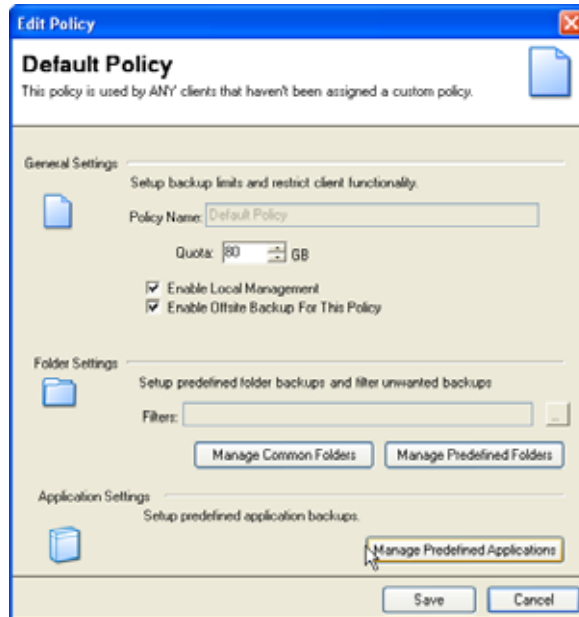 Edit Policy
Default Policy
This policy is used by ANY clients that haven't been assigned a custom policy.
General Settings
Setup backup limits and restrict client functionality.
Policy Name: Default Policy
Quota: 80 GB
Enable Local Management
Enable Offsite Backup For This Policy
Folder Settings
Setup predefined folder backups and filter unwanted backups
Filters: ...
Manage Common Folders Manage Predefined Folders
Application Settings
Setup predefined application backups.
Manage Predefined Applications
Save Cancel